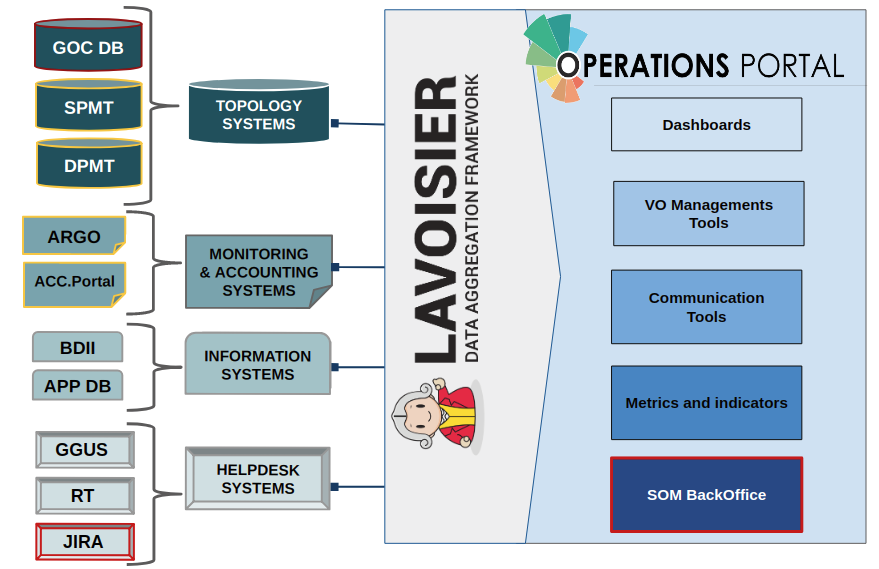 GOC DB
SPMT
DPMT
TOPOLOGY
SYSTEMS
ARGO
ACC.Portal
MONITORING
& ACCOUNTING
SYSTEMS
BDII
APP DB
INFORMATION
SYSTEMS
GGUS
RT
JIRA
HELPDESK
SYSTEMS
LAVOISIER
DATA AGGREGATION FRAMEWORK
OPERATIONS PORTAL
Dashboards
VO Managements
Tools
Communication
Tools
Metrics and indicators
SOM BackOffice